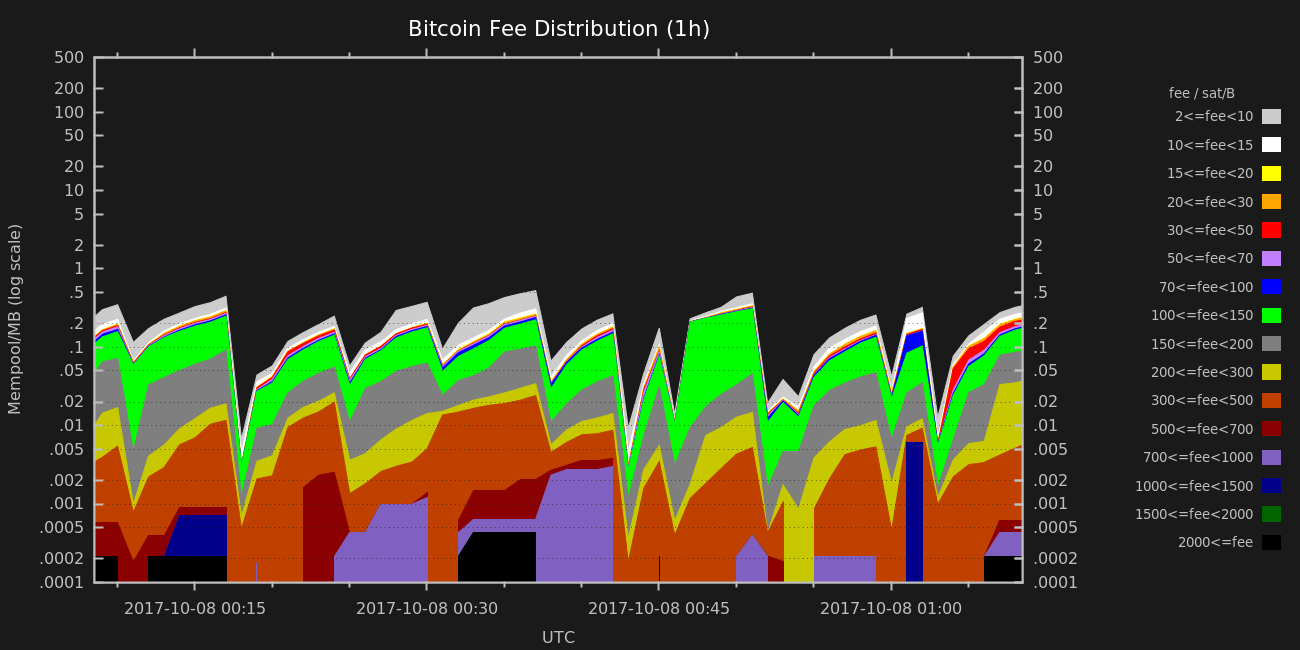 Bitcoin Fee Distribution (1h)
500 500
200 200
100 100
50 50
20 20
10 10
5 5
2 2
1 1
.5 .5
.2 .2
.1 .1
.05 .05
.02 .02
.01 .01
.005 .005
.002 .002
.001 .001
.0005 .0005
.0002 .0002
.0001 .0001
Mempool/MB (log scale)
2017-10-08 00:15 2017-10-08 00:30 2017-10-08 00:45 2017-10-08 01:00
UTC
fee / sat/B
2<=fee<10
10<=fee<15
15<=fee<20
20<=fee<30
30<=fee<50
50<=fee<70
70<=fee<100
100<=fee<150
150<=fee<200
200<=fee<300
300<=fee<500
500<=fee<700
700<=fee<1000
1000<=fee<1500
1500<=fee<2000
2000<=fee